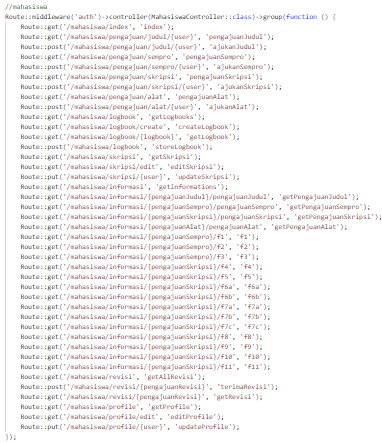 //mahasiswa
Route::middleware('auth')->controller(MahasiswaController::class)->group(function () {
Route::get('/mahasiswa/index', 'index');
Route::get('/mahasiswa/pengajuan/judul/{user}', 'pengajuanJudul');
Route::post('/mahasiswa/pengajuan/judul/{user}', 'ajukanJudul');
Route::get('/mahasiswa/pengajuan/sempro', 'pengajuanSempro');
Route::post('/mahasiswa/pengajuan/sempro/{user}', 'ajukanSempro');
Route::get('/mahasiswa/pengajuan/skripsi', 'pengajuanSkripsi');
Route::post('/mahasiswa/pengajuan/skripsi/{user}', 'ajukanSkripsi');
Route::get('/mahasiswa/pengajuan/alat', 'pengajuanAlat');
Route::post('/mahasiswa/pengajuan/alat/{user}', 'ajukanAlat');
Route::get('/mahasiswa/logbook', 'getLogbooks');
Route::get('/mahasiswa/logbook/create', 'createLogbook');
Route::get('/mahasiswa/logbook/{logbook}', 'getLogbook');
Route::post('/mahasiswa/logbook', 'storeLogbook');
Route::get('/mahasiswa/skripsi', 'getSkripsi');
Route::get('/mahasiswa/skripsi/edit', 'editSkripsi');
Route::put('/mahasiswa/skripsi/{user}', 'updateSkripsi');
Route::get('/mahasiswa/informasi', 'getInformations');
Route::get('/mahasiswa/informasi/{pengajuanJudul}/pengajuanJudul', 'getPengajuanJudul');
Route::get('/mahasiswa/informasi/{pengajuanSempro}/pengajuanSempro', 'getPengajuanSempro');
Route::get('/mahasiswa/informasi/{pengajuanSkripsi}/pengajuanSkripsi', 'getPengajuanSkripsi');
Route::get('/mahasiswa/informasi/{pengajuanAlat}/pengajuanAlat', 'getPengajuanAlat');
Route::get('/mahasiswa/informasi/{pengajuanSempro}/f1', 'f1');
Route::get('/mahasiswa/informasi/{pengajuanSempro}/f2', 'f2');
Route::get('/mahasiswa/informasi/{pengajuanSempro}/f3', 'f3');
Route::get('/mahasiswa/informasi/{pengajuanSkripsi}/f4', 'f4');
Route::get('/mahasiswa/informasi/{pengajuanSkripsi}/f5', 'f5');
Route::get('/mahasiswa/informasi/{pengajuanSkripsi}/f6a', 'f6a');
Route::get('/mahasiswa/informasi/{pengajuanSkripsi}/f6b', 'f6b');
Route::get('/mahasiswa/informasi/{pengajuanSkripsi}/f7a', 'f7a');
Route::get('/mahasiswa/informasi/{pengajuanSkripsi}/f7b', 'f7b');
Route::get('/mahasiswa/informasi/{pengajuanSkripsi}/f7c', 'f7c');
Route::get('/mahasiswa/informasi/{pengajuanSkripsi}/f8', 'f8');
Route::get('/mahasiswa/informasi/{pengajuanSkripsi}/f9', 'f9');
Route::get('/mahasiswa/informasi/{pengajuanSkripsi}/f10', 'f10');
Route::get('/mahasiswa/informasi/{pengajuanSkripsi}/f11', 'f11');
Route::get('/mahasiswa/revisi', 'getAllRevisi');
Route::post('/mahasiswa/revisi/{pengajuanRevisi}', 'terimaRevisi');
Route::get('/mahasiswa/revisi/{pengajuanRevisi}', 'getRevisi');
Route::get('/mahasiswa/profile', 'getProfile');
Route::get('/mahasiswa/profile/edit', 'editProfile');
Route::put('/mahasiswa/profile/{user}', 'updateProfile');
});